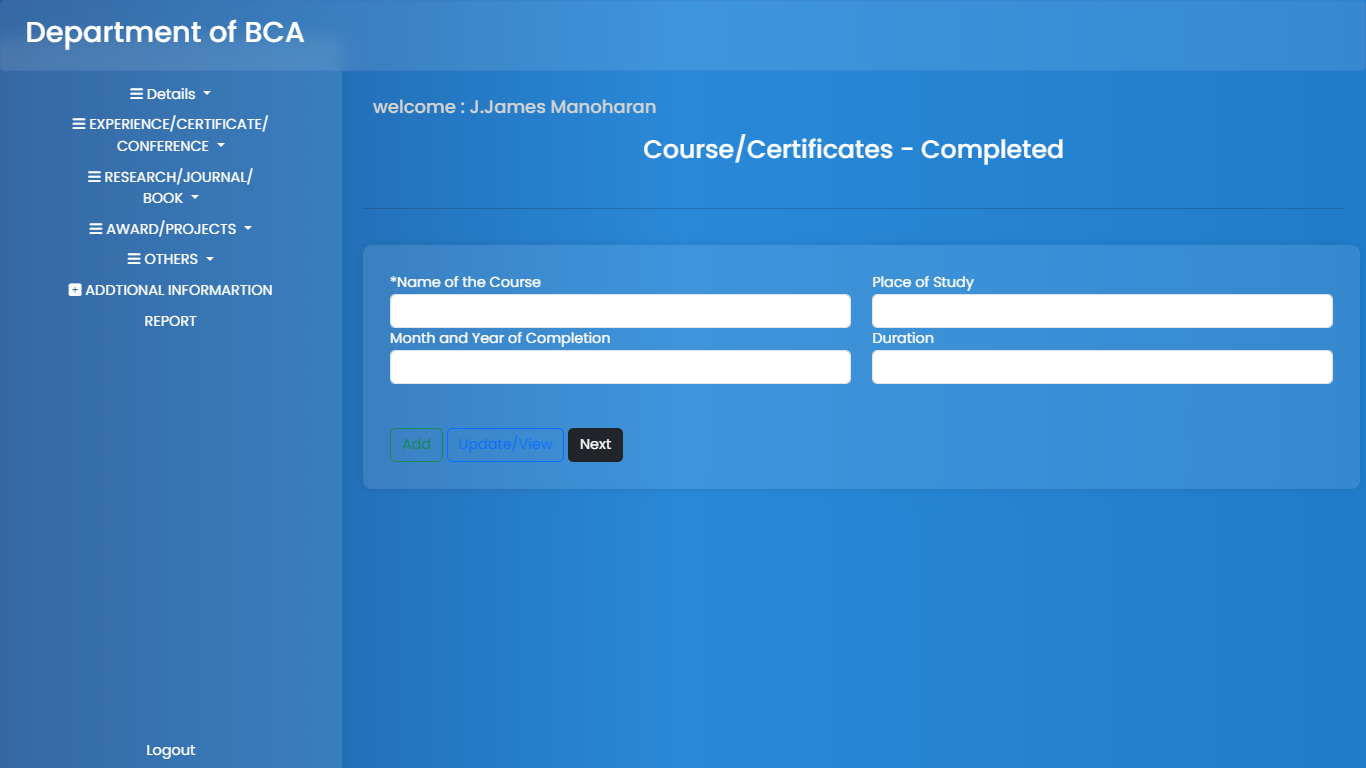 Department of BCA
Details
EXPERIENCE/CERTIFICATE/
CONFERENCE
RESEARCH/JOURNAL/
BOOK
AWARD/PROJECTS
OTHERS
ADDTIONAL INFORMARTION
REPORT
Logout
welcome : J.James Manoharan
Course/Certificates - Completed
*Name of the Course
Place of Study
Month and Year of Completion
Duration
Add Update/View Next